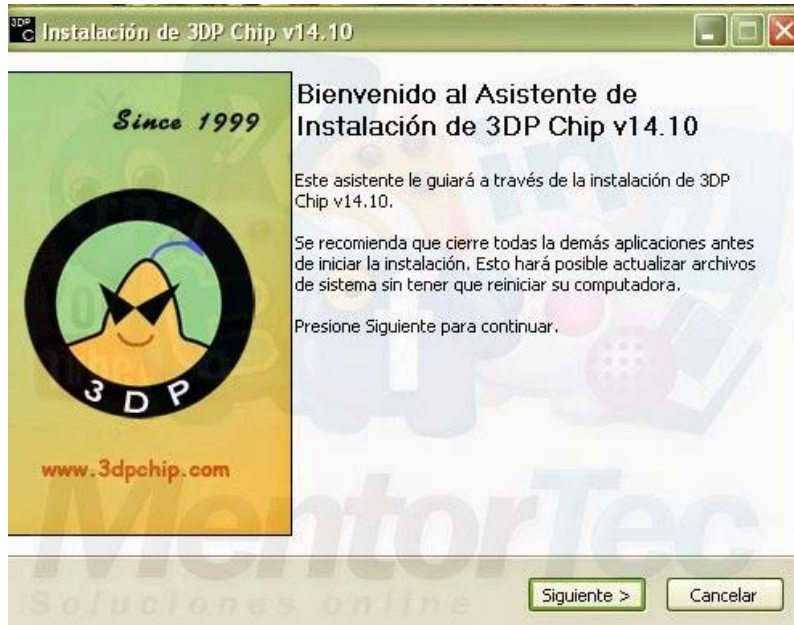 3DP
C Instalación de 3DP Chip v14.10
Since 1999
3DP
www.3dpchip.com
Bienvenido al Asistente de
Instalación de 3DP Chip v14.10
Este asistente le guiará a través de la instalación de 3DP
Chip v14.10.
Se recomienda que cierre todas la demás aplicaciones antes
de iniciar la instalación. Esto hará posible actualizar archivos
de sistema sin tener que reiniciar su computadora.
Presione Siguiente para continuar.
MentorTec
Soluciones online
Siguiente >
Cancelar